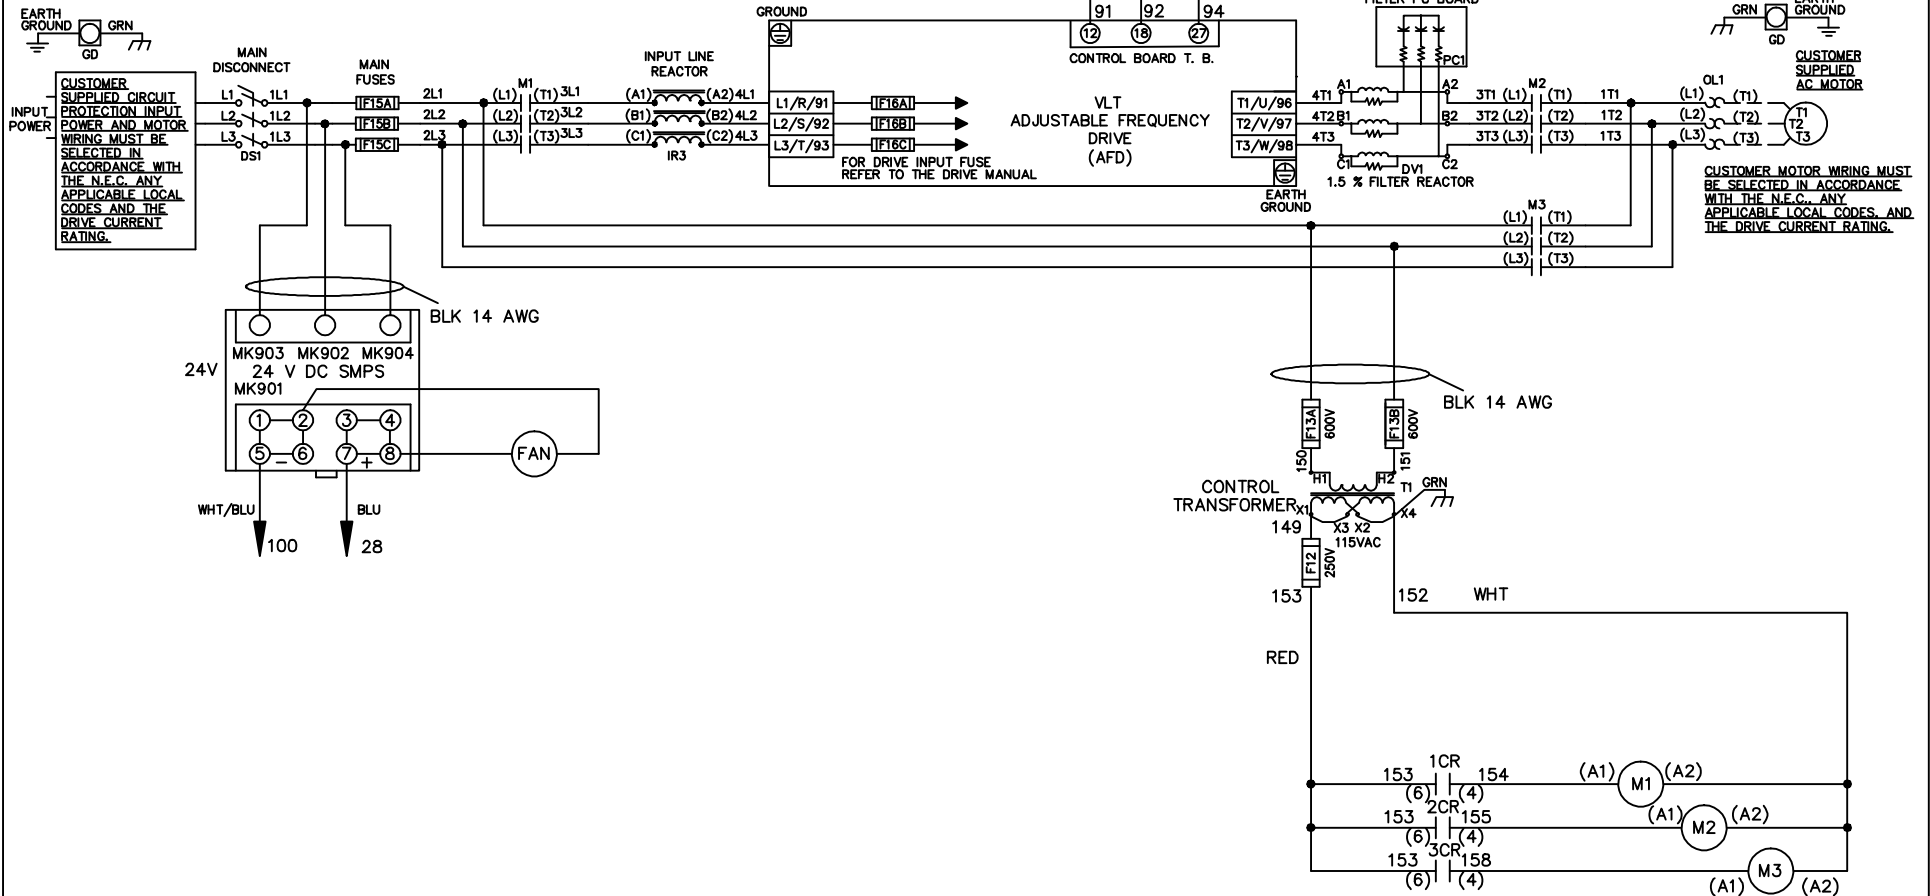 EARTH
GROUND
GRN
GD
GROUND
91
92
94
12
18
27
CONTROL BOARD T. B.
PC1
GRN
GROUND
GD
CUSTOMER
SUPPLIED
AC MOTOR
CUSTOMER
SUPPLIED CIRCUIT
PROTECTION INPUT
POWER AND MOTOR
WIRING MUST BE
SELECTED IN
ACCORDANCE WITH
THE N.E.C. ANY
APPLICABLE LOCAL
CODES AND THE
DRIVE CURRENT
RATING.
INPUT
POWER
MAIN
DISCONNECT
L1 1L1
L2 1L2
L3 1L3
DS1
MAIN
FUSES
F15A
F15B
F15C
2L1
2L2
2L3
M1
(L1) (T1) 3L1
(L2) (T2) 3L2
(L3) (T3) 3L3
INPUT LINE
REACTOR
(A1) (A2) 4L1
(B1) (B2) 4L2
(C1) (C2) 4L3
IR3
L1/R/91
L2/S/92
L3/T/93
F16A
F16B
F16C
FOR DRIVE INPUT FUSE
REFER TO THE DRIVE MANUAL
VLT
ADJUSTABLE FREQUENCY
DRIVE
(AFD)
T1/U/96
T2/V/97
T3/W/98
EARTH
GROUND
4T1 A1 A2
4T2 B1 B2
4T3
C1 C2
DV1
1.5 % FILTER REACTOR
M2
3T1 (L1) (T1) 1T1
3T2 (L2) (T2) 1T2
3T3 (L3) (T3) 1T3
OL1
(L1) (T1)
(L2) (T2)
(L3) (T3)
T1
T2
T3
CUSTOMER MOTOR WIRING MUST
BE SELECTED IN ACCORDANCE
WITH THE N.E.C., ANY
APPLICABLE LOCAL CODES, AND
THE DRIVE CURRENT RATING.
M3
(L1) (T1)
(L2) (T2)
(L3) (T3)
BLK 14 AWG
MK903 MK902 MK904
24V
24 V DC SMPS
MK901
1 2 3 4
5 - 6 7 + 8
FAN
WHT/BLU
BLU
100
28
BLK 14 AWG
F13A
600V
F13B
600V
150
151
H1 H2
T1
GRN
CONTROL
TRANSFORMER
X1
X3 X2
X4
115VAC
149
F12
250V
153
152
WHT
RED
1CR
153 154
(6) (4)
(A1) M1 (A2)
2CR
153 155
(6) (4)
(A1) M2 (A2)
3CR
153 158
(6) (4)
M3
(A1) (A2)